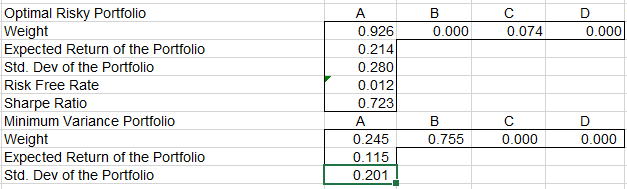 Optimal Risky Portfolio A B C D
Weight 0.926 0.000 0.074 0.000
Expected Return of the Portfolio 0.214
Std. Dev of the Portfolio 0.280
Risk Free Rate 0.012
Sharpe Ratio 0.723
Minimum Variance Portfolio A B C D
Weight 0.245 0.755 0.000 0.000
Expected Return of the Portfolio 0.115
Std. Dev of the Portfolio 0.201